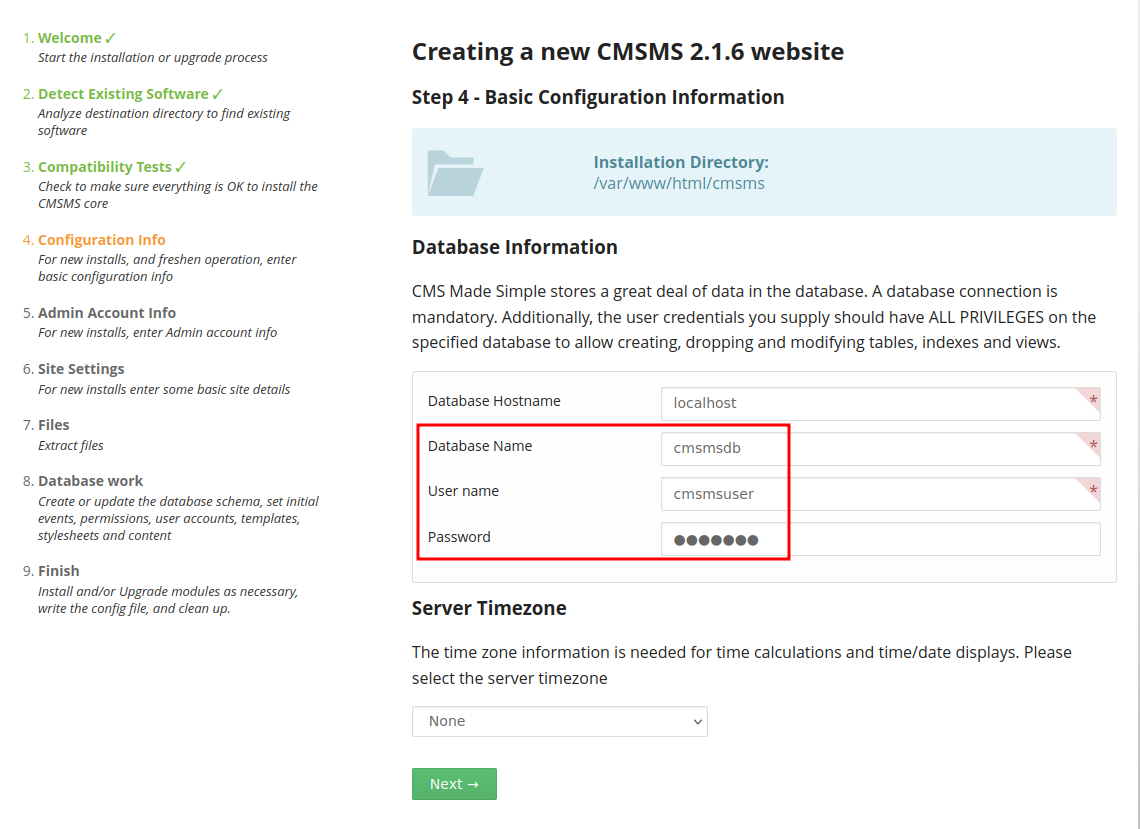 1. Welcome ✓
Start the installation or upgrade process
2. Detect Existing Software ✓
Analyze destination directory to find existing
software
3. Compatibility Tests ✓
Check to make sure everything is OK to install the
CMSMS core
4. Configuration Info
For new installs, and freshen operation, enter
basic configuration info
5. Admin Account Info
For new installs, enter Admin account info
6. Site Settings
For new installs enter some basic site details
7. Files
Extract files
8. Database work
Create or update the database schema, set initial
events, permissions, user accounts, templates,
stylesheets and content
9. Finish
Install and/or Upgrade modules as necessary,
write the config file, and clean up.
Creating a new CMSMS 2.1.6 website
Step 4 - Basic Configuration Information
Installation Directory:
/var/www/html/cmsms
Database Information
CMS Made Simple stores a great deal of data in the database. A database connection is
mandatory. Additionally, the user credentials you supply should have ALL PRIVILEGES on the
specified database to allow creating, dropping and modifying tables, indexes and views.
Database Hostname localhost *
Database Name cmsmsdb *
User name cmsmsuser *
Password ●●●●●●●
Server Timezone
The time zone information is needed for time calculations and time/date displays. Please
select the server timezone
None
Next →